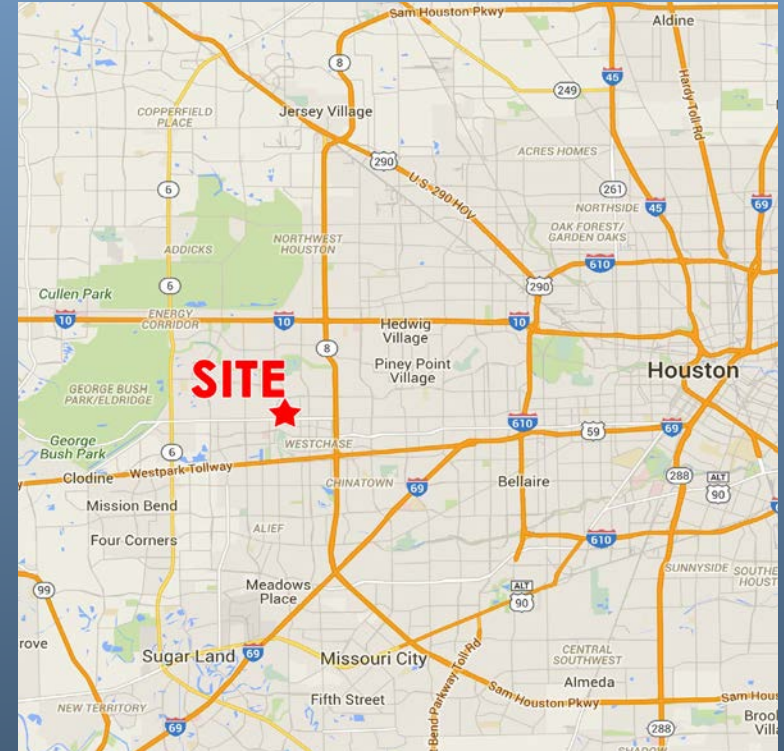 Sam Houston Pkwy
Aldine
8
45
249
Hardy Toll Rd
COPPERFIELD
PLACE
Jersey Village
290
ACRES HOMES
U.S. 290 HOV
6
261
NORTHSIDE
45
69
OAK FOREST/
GARDEN OAKS
NORTHWEST
HOUSTON
ADDICKS
610
6
290
Cullen Park
ENERGY
CORRIDOR
10
10
10
Hedwig
Village
8
Piney Point
Village
Houston
SITE
GEORGE BUSH
PARK/ELDRIDGE
George
Bush Park
WESTCHASE
610
59
69
6
Clodine
Westpark Tollway
CHINATOWN
69
Bellaire
288
ALT
90
Mission Bend
Four Corners
ALIEF
610
SUNNYSIDE
SOUTHE
HOUST
99
Meadows
Place
ALT
90
rove
Sugar Land
69
Missouri City
CENTRAL
SOUTHWEST
Almeda
Fifth Street
Bend Parkway Toll Rd
Sam Houston Pkwy
Sam Hous
NEW TERRITORY
69
288
Broo
Villa
SHADOW